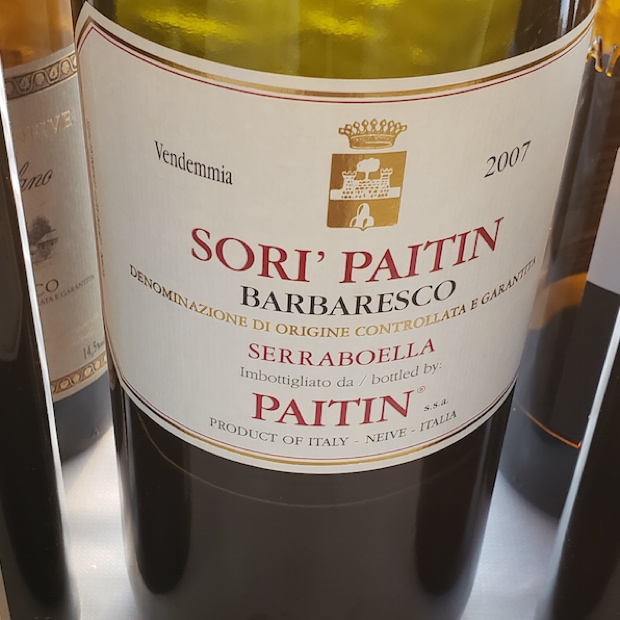 Vendemmia
2007
SORI' PAITIN
BARBARESCO
DENOMINAZIONE DI ORIGINE CONTROLLATA E GARANTITA
SERRABOELLA
Imbottigliato da / bottled by:
PAITIN® s.s.a.
PRODUCT OF ITALY - NEIVE - ITALIA